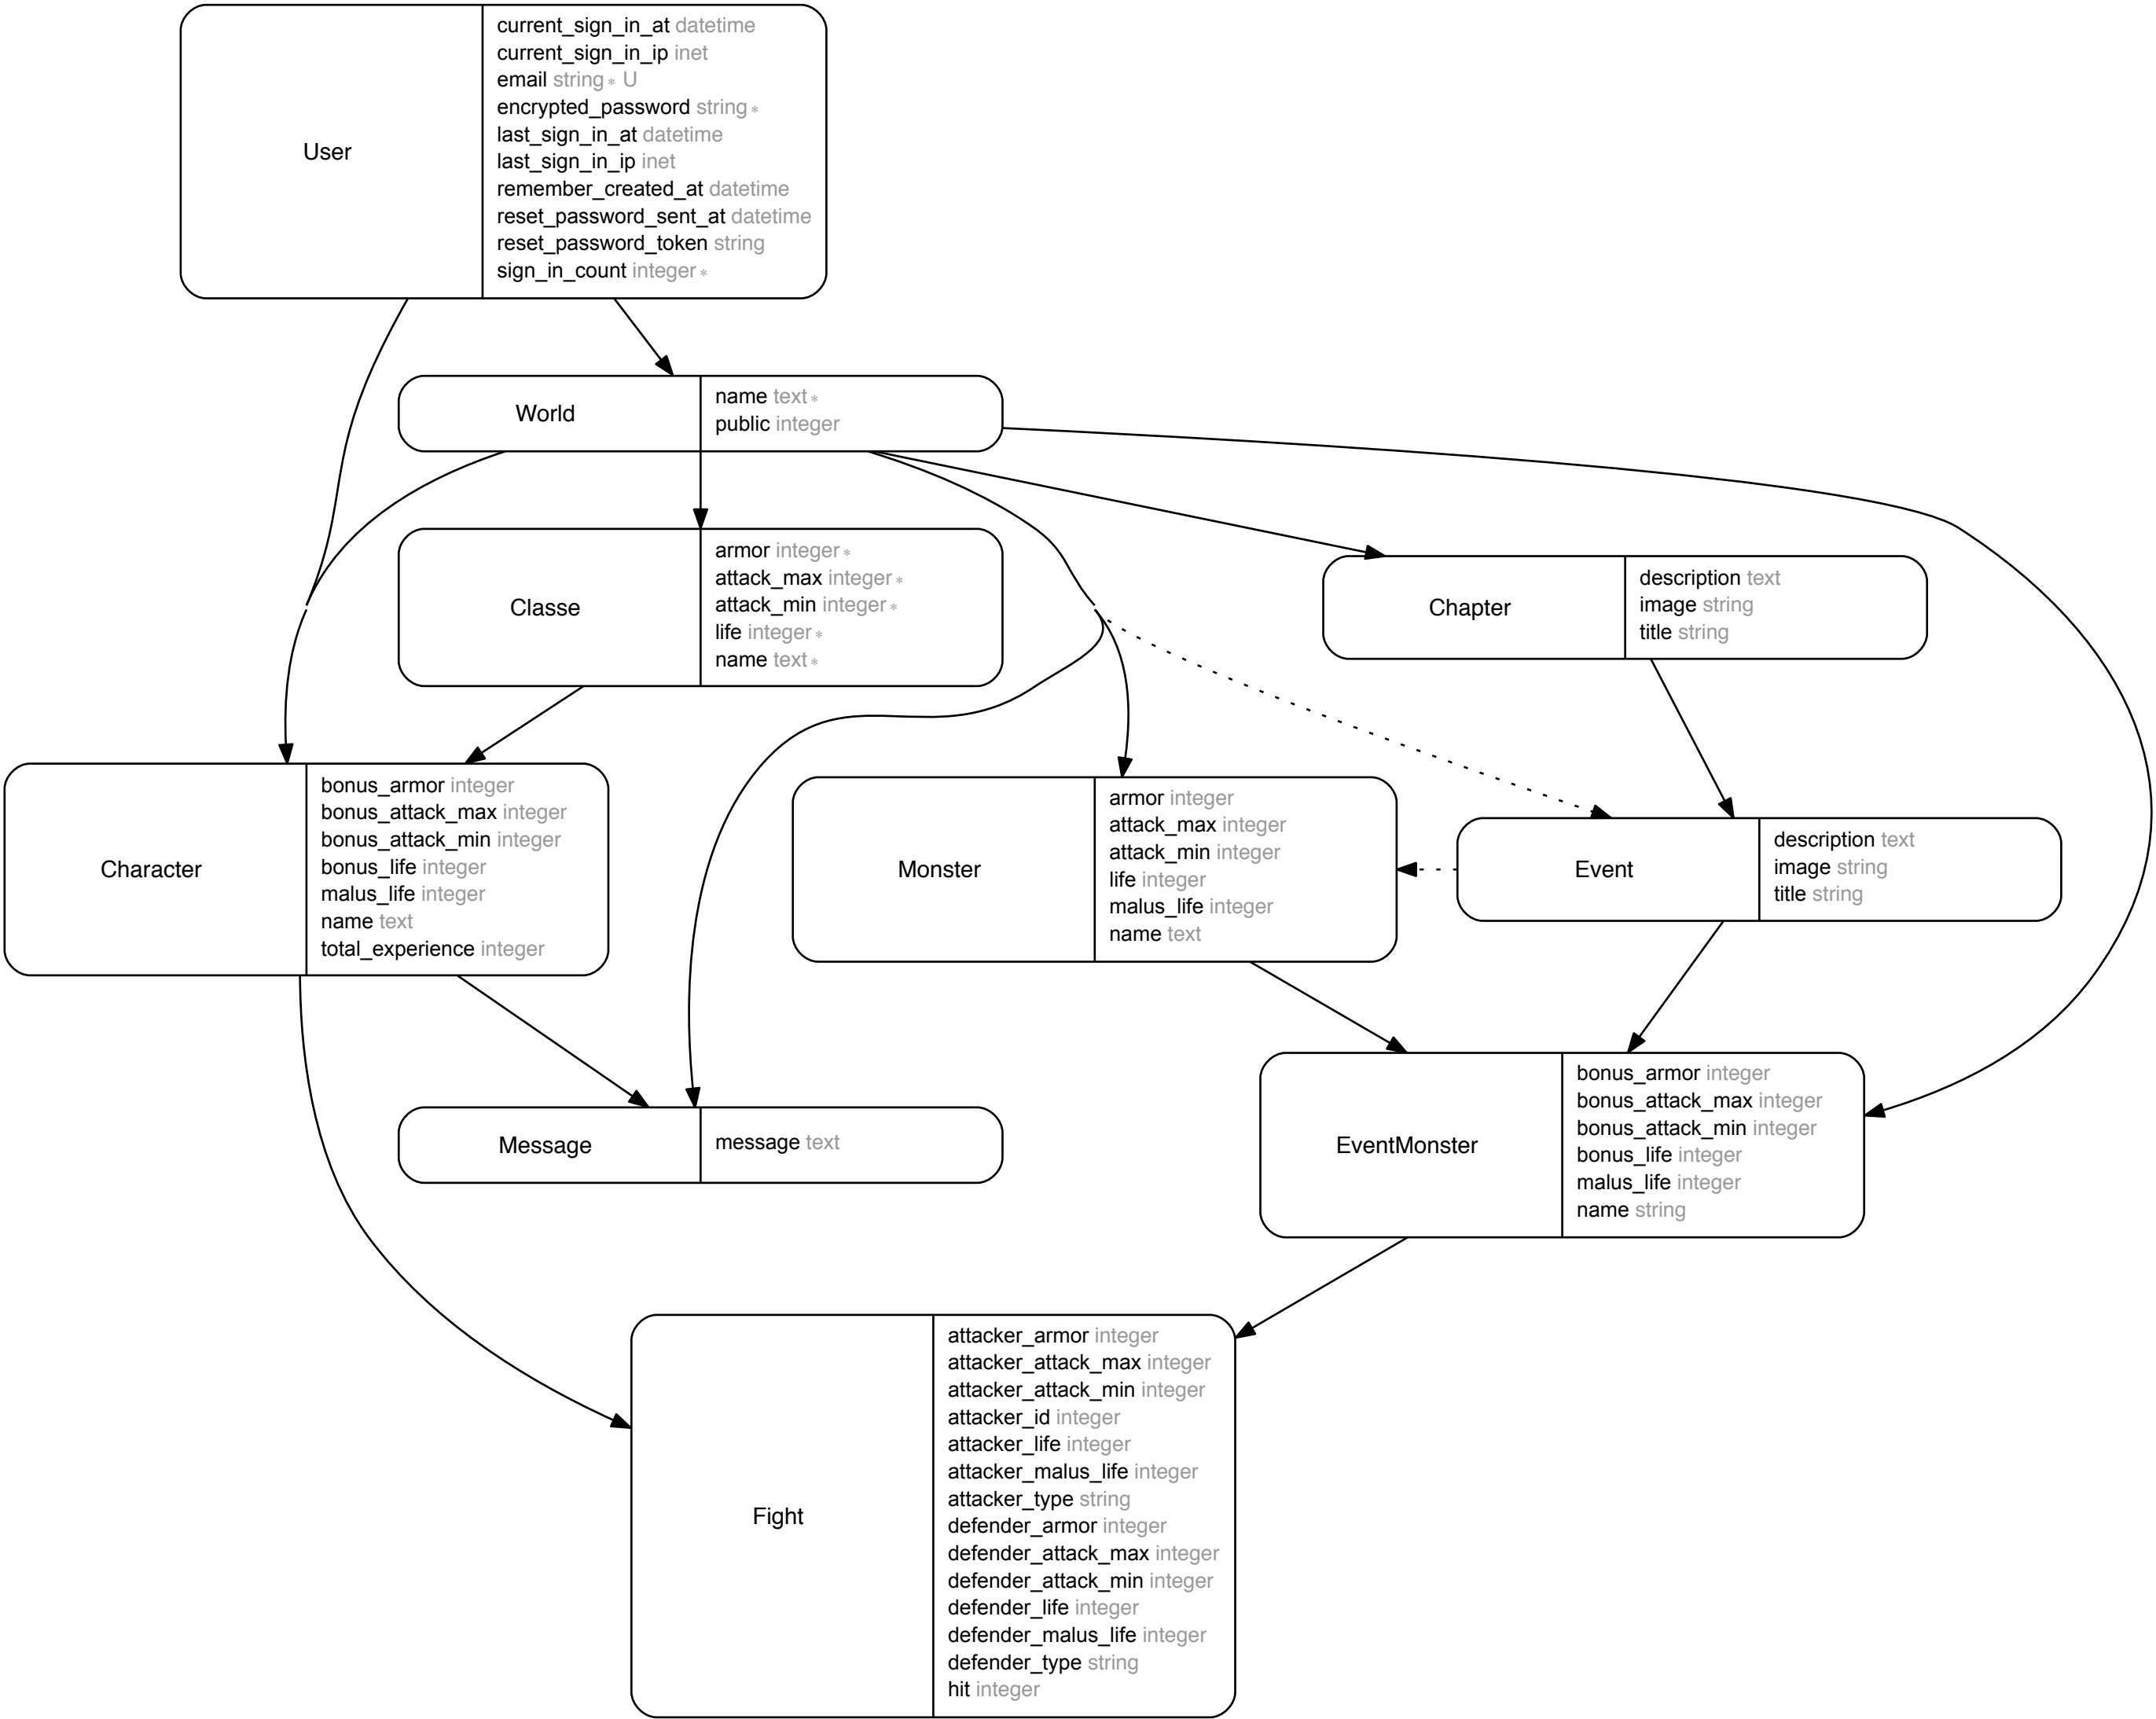 User
current_sign_in_at datetime
current_sign_in_ip inet
email string * U
encrypted_password string *
last_sign_in_at datetime
last_sign_in_ip inet
remember_created_at datetime
reset_password_sent_at datetime
reset_password_token string
sign_in_count integer *
World
name text *
public integer
Classe
armor integer *
attack_max integer *
attack_min integer *
life integer *
name text *
Chapter
description text
image string
title string
Character
bonus_armor integer
bonus_attack_max integer
bonus_attack_min integer
bonus_life integer
malus_life integer
name text
total_experience integer
Monster
armor integer
attack_max integer
attack_min integer
life integer
malus_life integer
name text
Event
description text
image string
title string
Message
message text
EventMonster
bonus_armor integer
bonus_attack_max integer
bonus_attack_min integer
bonus_life integer
malus_life integer
name string
Fight
attacker_armor integer
attacker_attack_max integer
attacker_attack_min integer
attacker_id integer
attacker_life integer
attacker_malus_life integer
attacker_type string
defender_armor integer
defender_attack_max integer
defender_attack_min integer
defender_life integer
defender_malus_life integer
defender_type string
hit integer